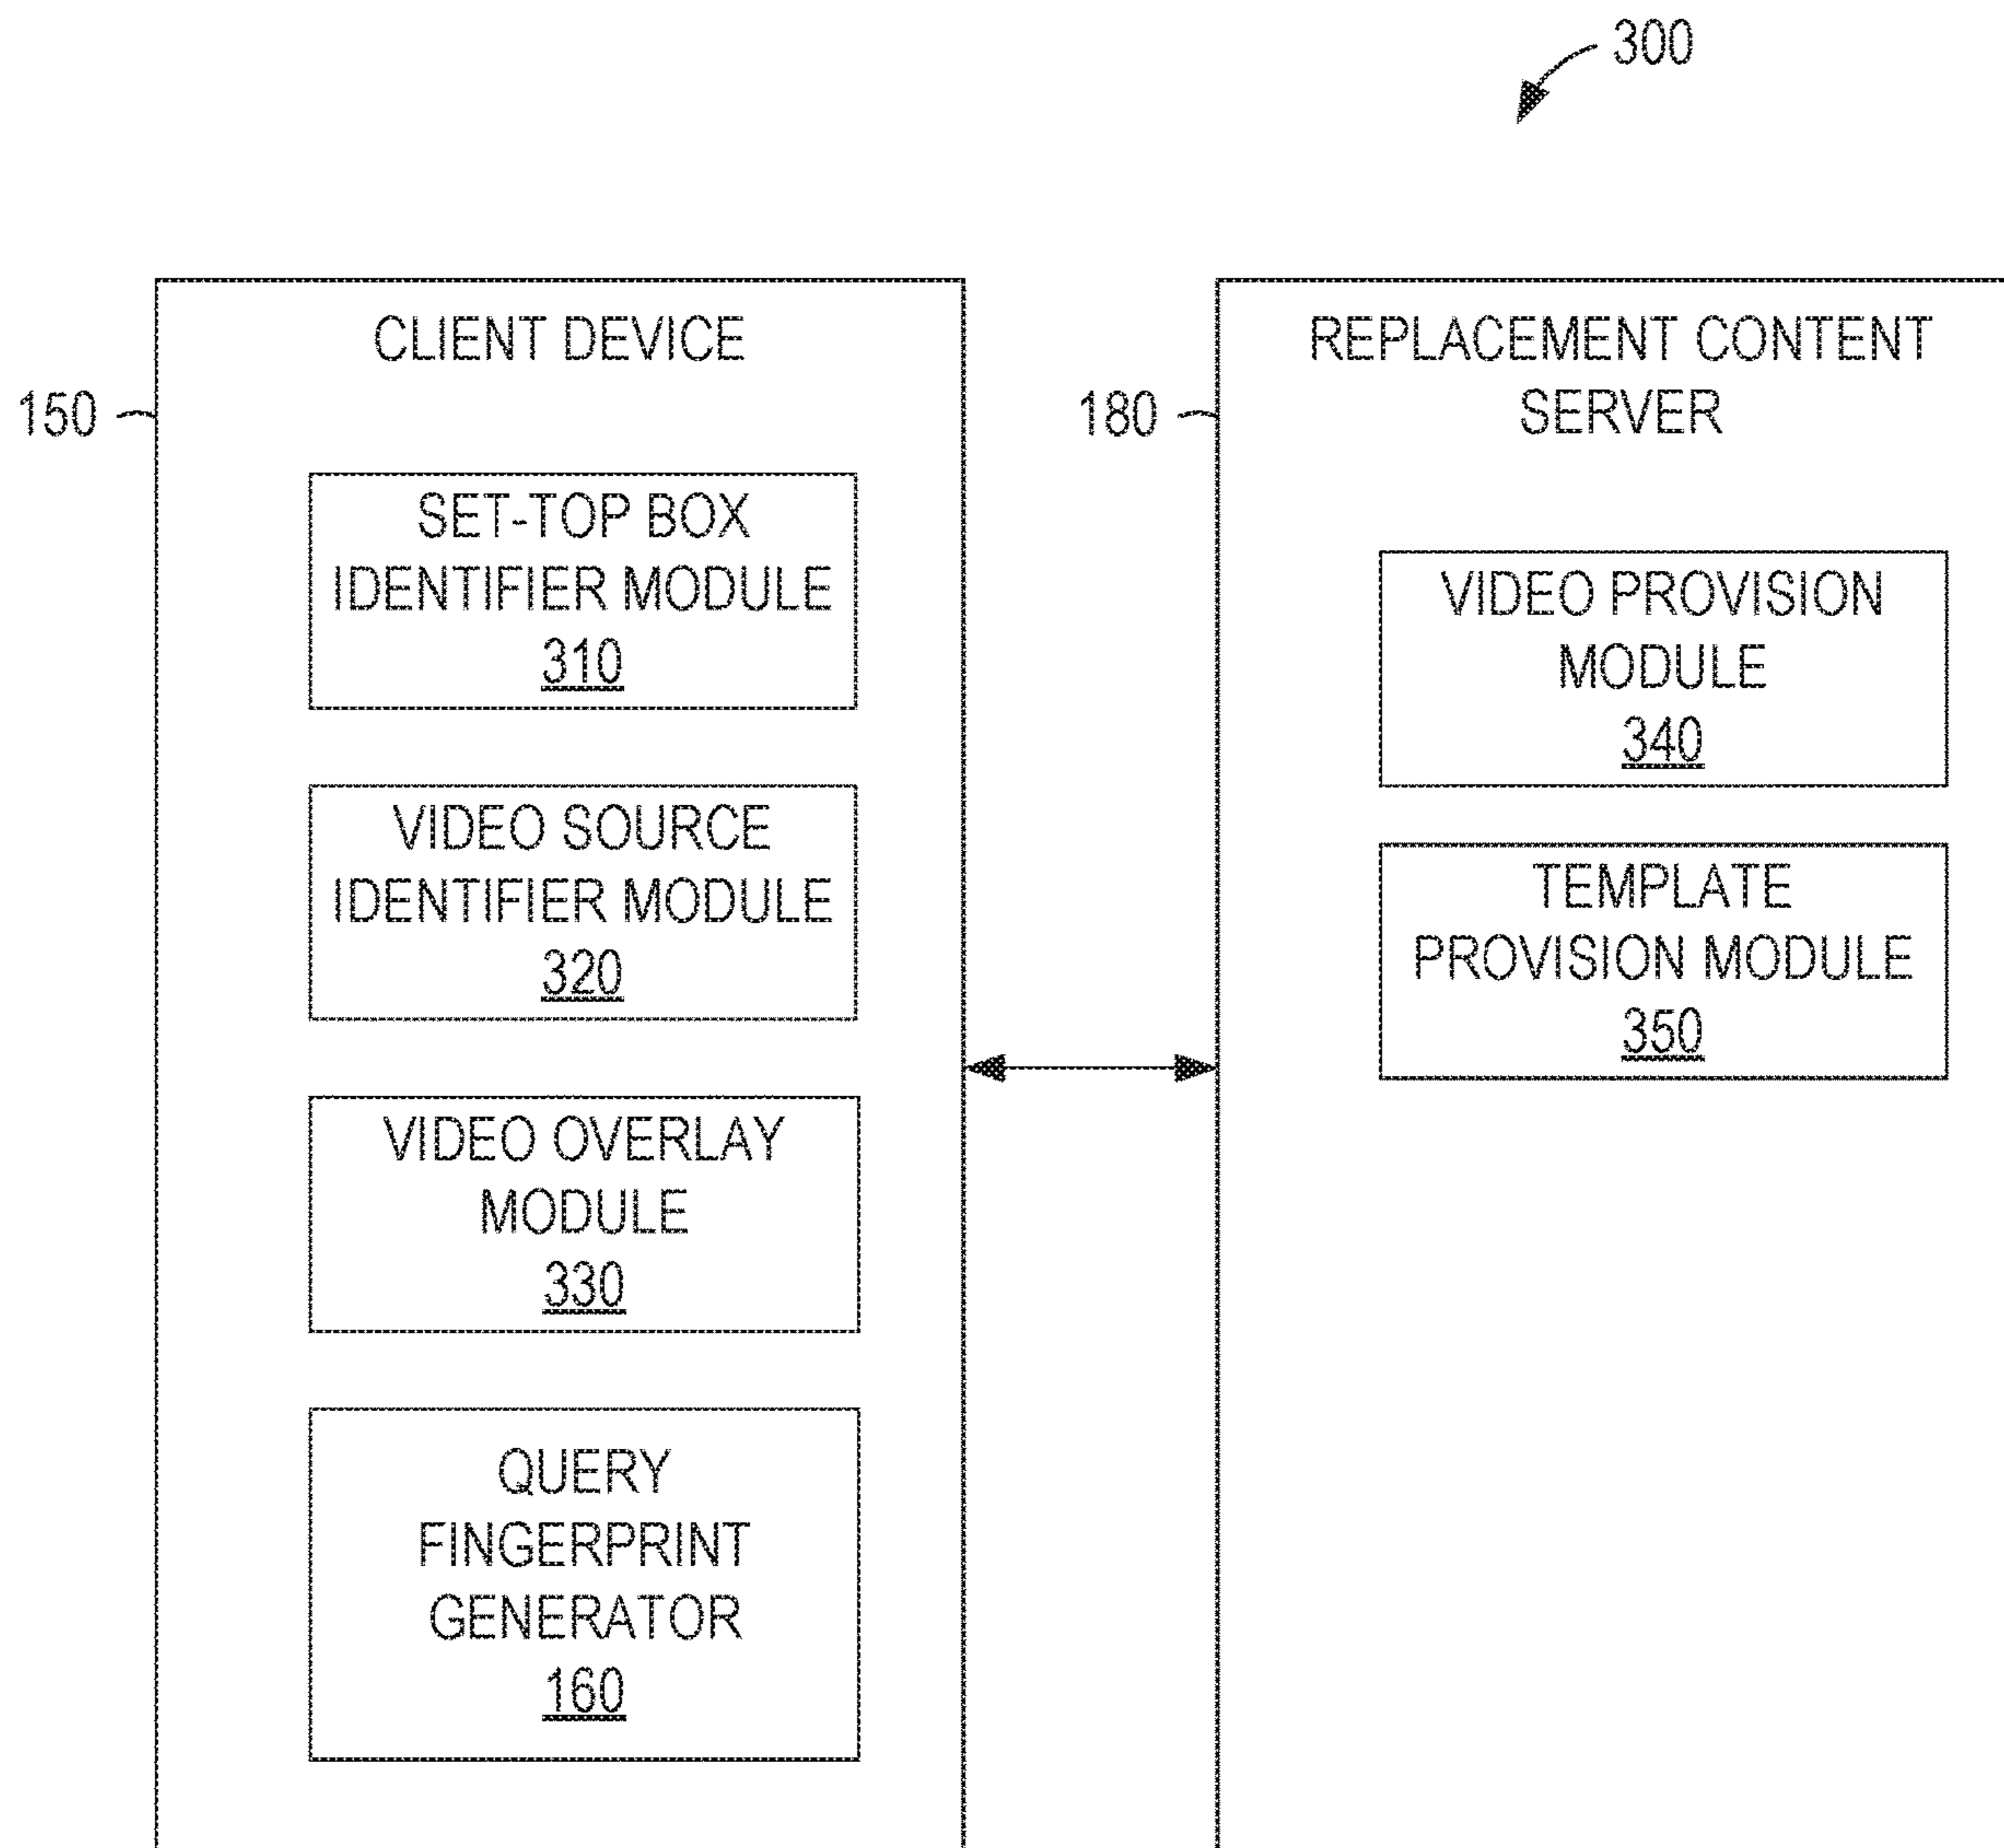 300
CLIENT DEVICE
150
SET-TOP BOX
IDENTIFIER MODULE
310
VIDEO SOURCE
IDENTIFIER MODULE
320
VIDEO OVERLAY
MODULE
330
QUERY
FINGERPRINT
GENERATOR
160
REPLACEMENT CONTENT
SERVER
180
VIDEO PROVISION
MODULE
340
TEMPLATE
PROVISION MODULE
350